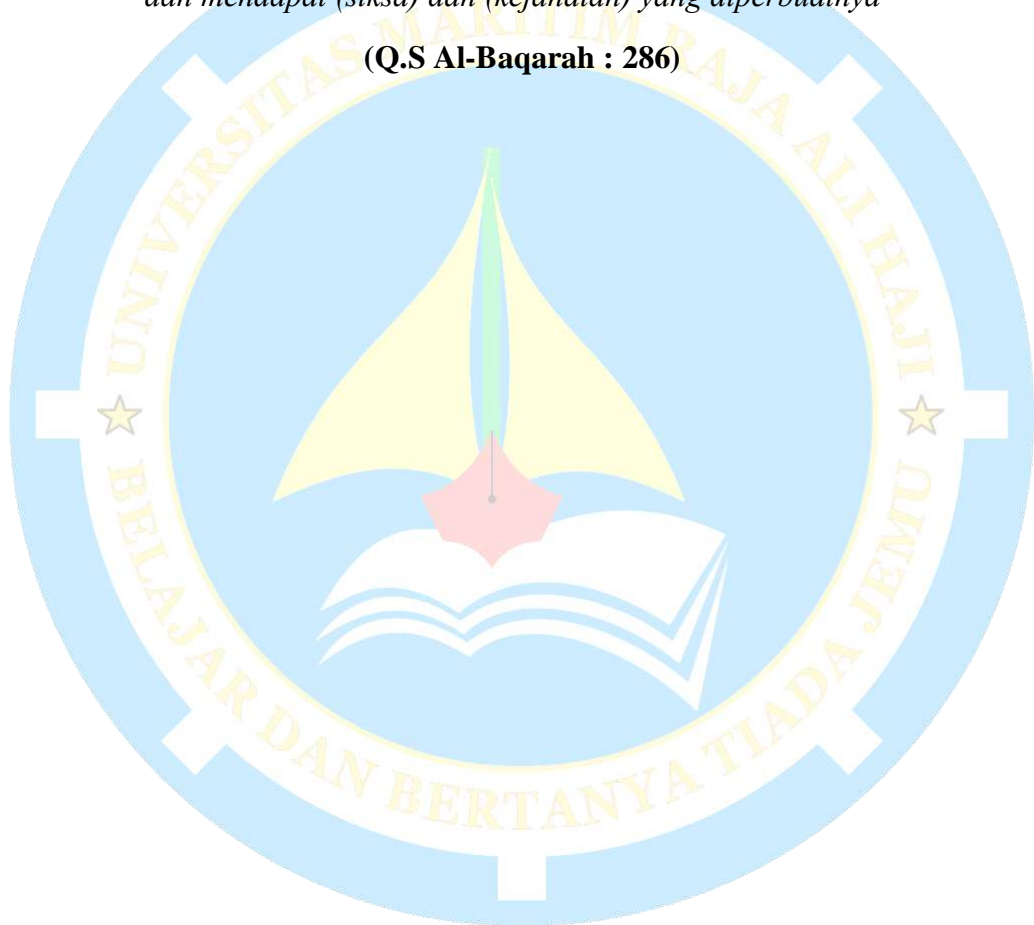 dan mendapat (siksa) (kejahatan) yang diperbuatnya
(Q.S Al-Baqarah : 286)
UNIVERSITAS MARITIM RAJA ALI HAJI
BELAJAR DAN BERTANYA TIADA JEMU